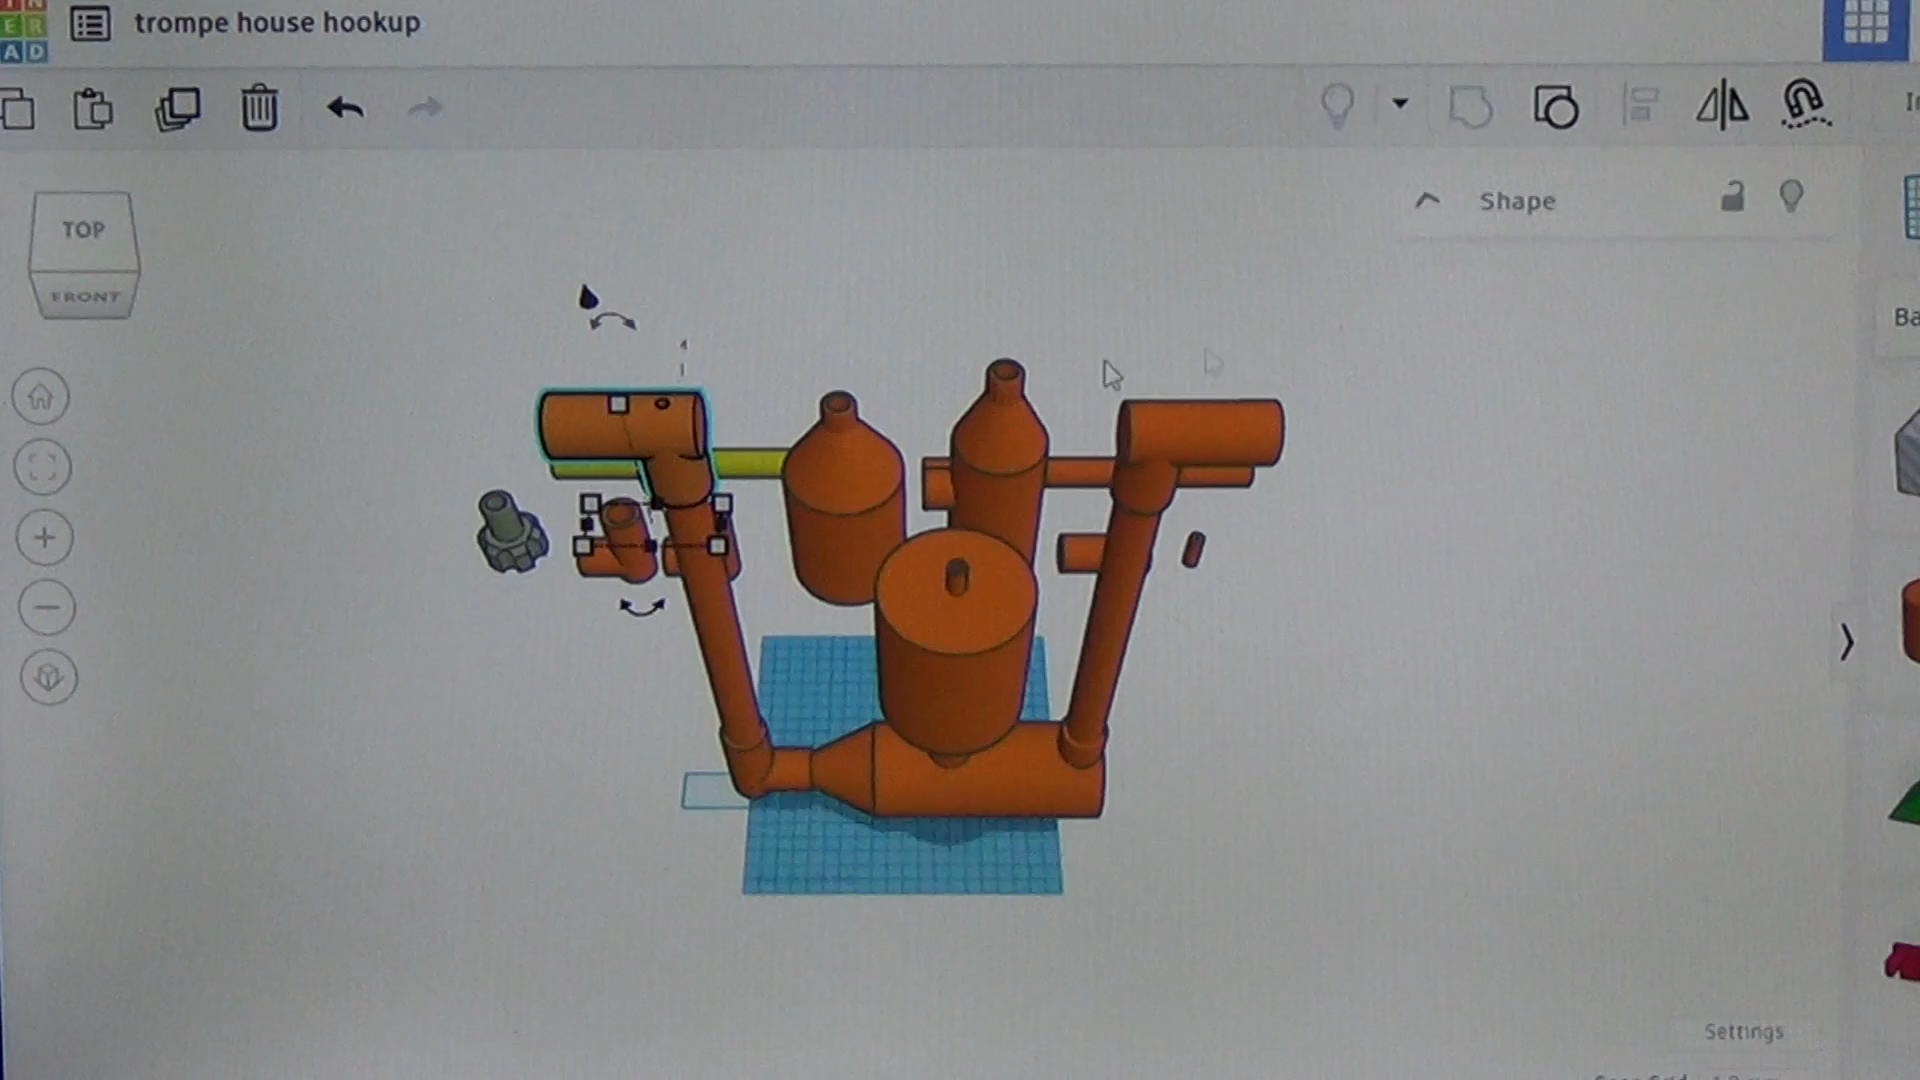 I N
E R
A D
trompe house hookup
TOP
FRONT
Shape
Settings